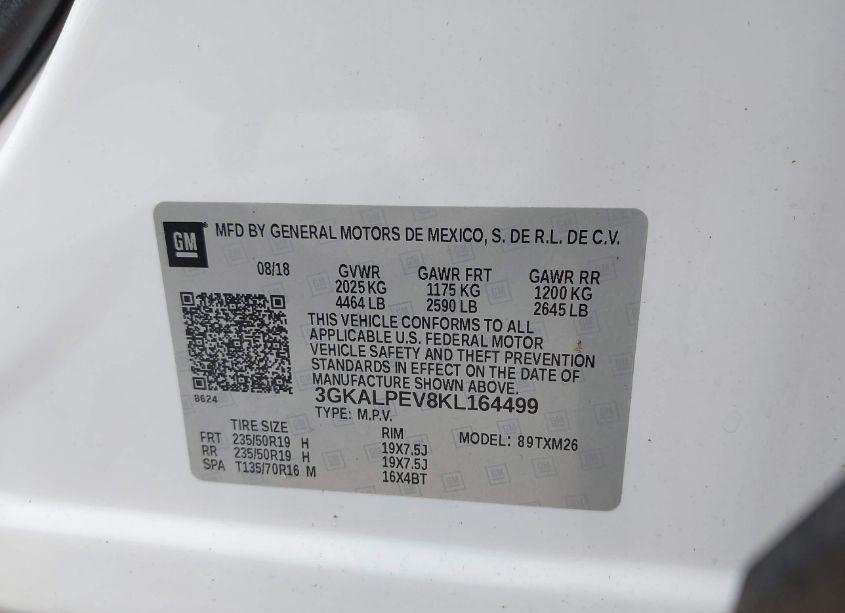 GM® MFD BY GENERAL MOTORS DE MEXICO, S. DE R.L. DE C.V.
08/18 GVWR GAWR FRT GAWR RR
2025 KG 1175 KG 1200 KG
4464 LB 2590 LB 2645 LB
THIS VEHICLE CONFORMS TO ALL
APPLICABLE U.S. FEDERAL MOTOR
VEHICLE SAFETY AND THEFT PREVENTION
STANDARDS IN EFFECT ON THE DATE OF
MANUFACTURE SHOWN ABOVE.
8624
3GKALPEV8KL164499
TYPE: M.P.V.
TIRE SIZE RIM MODEL: 89TXM26
FRT 235/50R19 H 19X7.5J
RR 235/50R19 H 19X7.5J
SPA T135/70R16 M 16X4BT